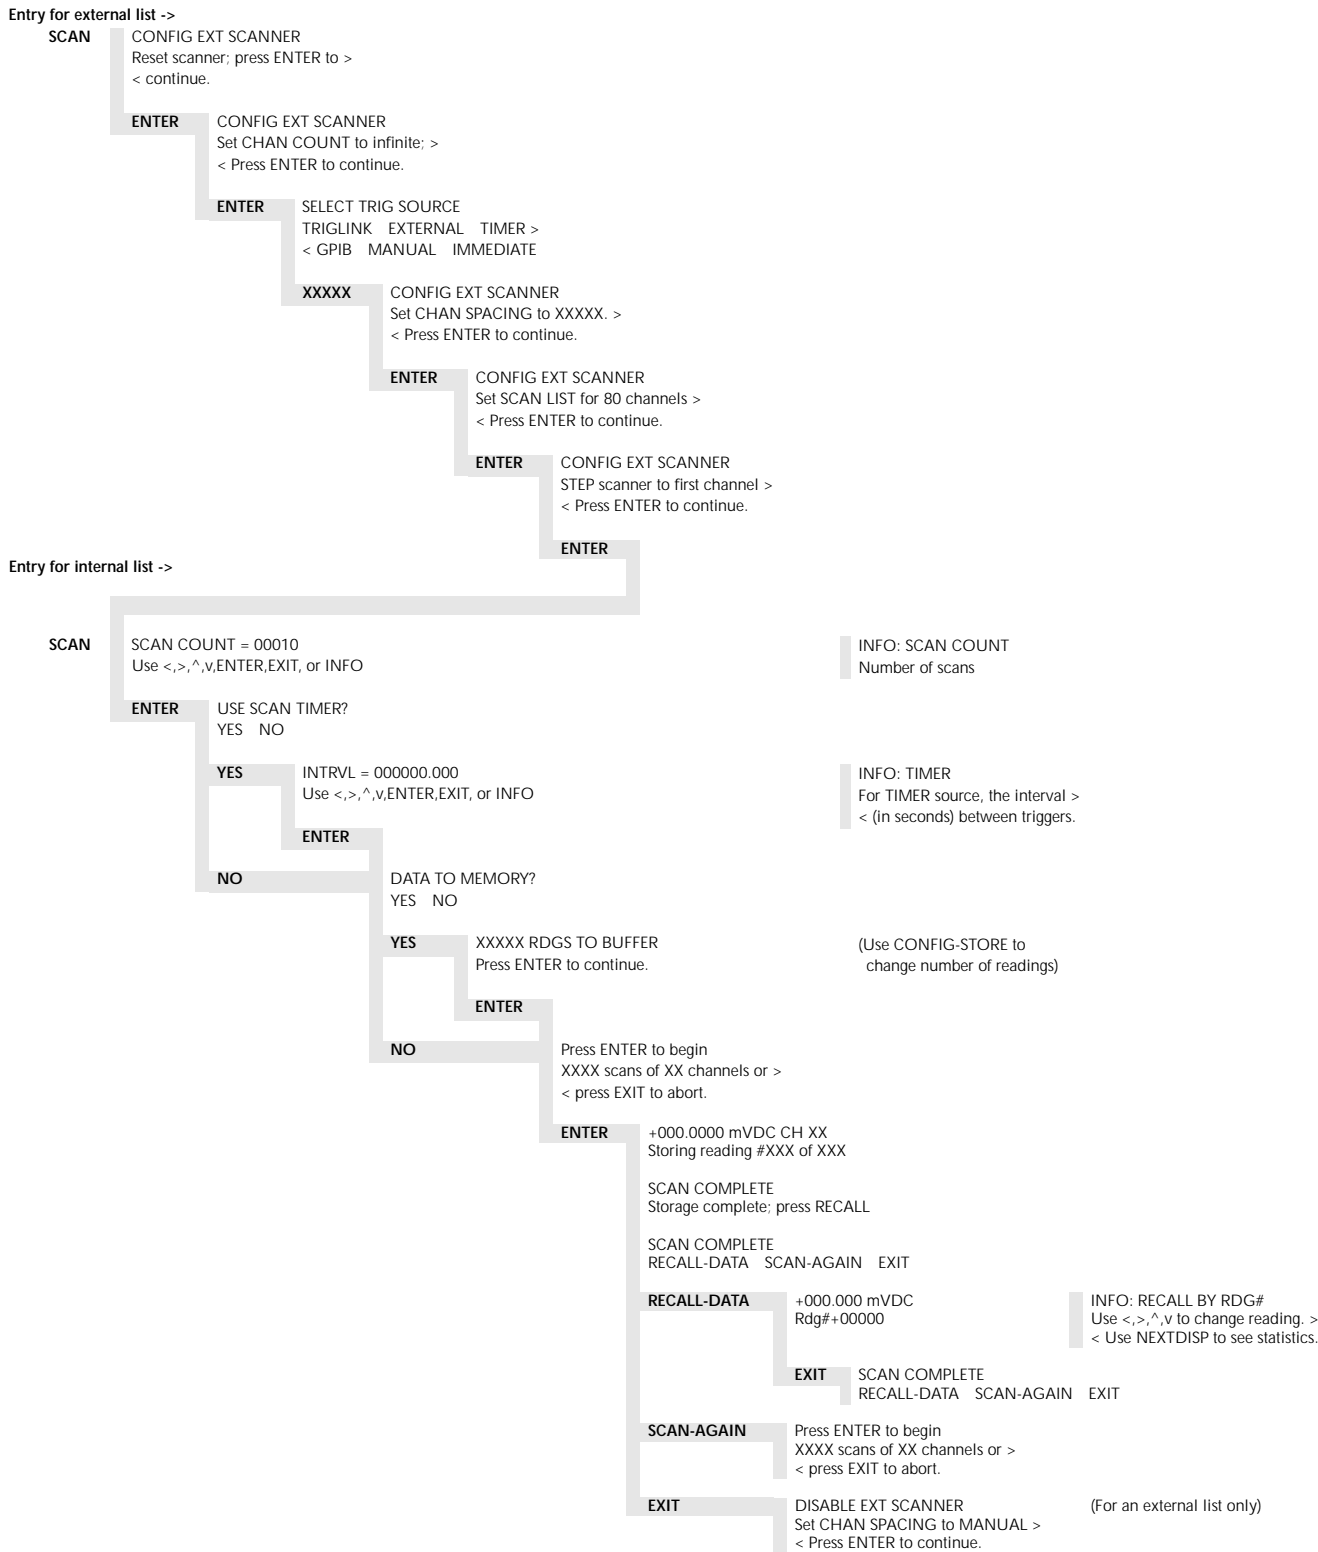 Entry for external list ->
SCAN CONFIG EXT SCANNER
Reset scanner; press ENTER to >
< continue.
ENTER CONFIG EXT SCANNER
Set CHAN COUNT to infinite; >
< Press ENTER to continue.
ENTER SELECT TRIG SOURCE
TRIGLINK EXTERNAL TIMER >
< GPIB MANUAL IMMEDIATE
XXXXX CONFIG EXT SCANNER
Set CHAN SPACING to XXXXX. >
< Press ENTER to continue.
ENTER CONFIG EXT SCANNER
Set SCAN LIST for 80 channels >
< Press ENTER to continue.
ENTER CONFIG EXT SCANNER
STEP scanner to first channel >
< Press ENTER to continue.
ENTER
Entry for internal list ->
SCAN SCAN COUNT = 00010 INFO: SCAN COUNT
Use <,>,^,v,ENTER,EXIT, or INFO Number of scans
ENTER USE SCAN TIMER?
YES NO
YES INTRVL = 000000.000 INFO: TIMER
Use <,>,^,v,ENTER,EXIT, or INFO For TIMER source, the interval >
< (in seconds) between triggers.
ENTER
NO DATA TO MEMORY?
YES NO
YES XXXXX RDGS TO BUFFER (Use CONFIG-STORE to
Press ENTER to continue. change number of readings)
ENTER
NO Press ENTER to begin
XXXX scans of XX channels or >
< press EXIT to abort.
ENTER +000.0000 mVDC CH XX
Storing reading #XXX of XXX
SCAN COMPLETE
Storage complete; press RECALL
SCAN COMPLETE
RECALL-DATA SCAN-AGAIN EXIT
RECALL-DATA +000.000 mVDC INFO: RECALL BY RDG#
Rdg#+00000 Use <,>,^,v to change reading. >
< Use NEXTDISP to see statistics.
EXIT SCAN COMPLETE
RECALL-DATA SCAN-AGAIN EXIT
SCAN-AGAIN Press ENTER to begin
XXXX scans of XX channels or >
< press EXIT to abort.
EXIT DISABLE EXT SCANNER (For an external list only)
Set CHAN SPACING to MANUAL >
< Press ENTER to continue.